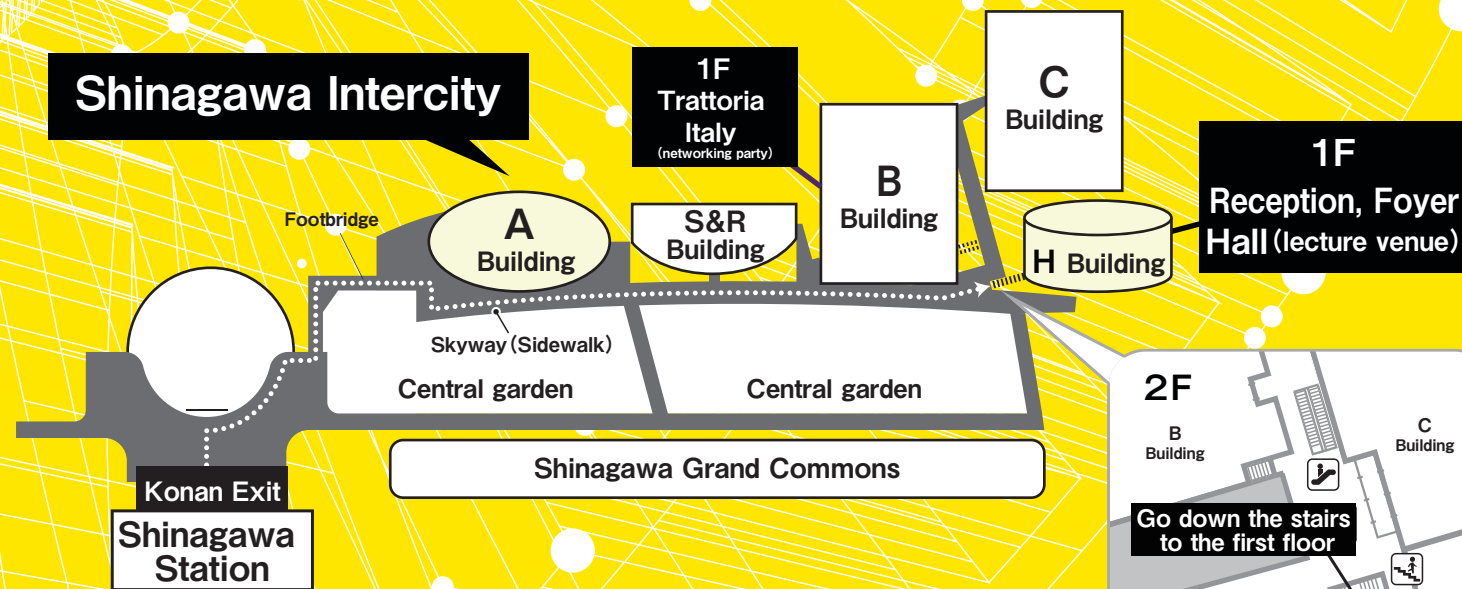 Shinagawa Intercity
1F
Trattoria
Italy
(networking party)
C
Building
1F
Reception, Foyer
Hall (lecture venue)
B
Building
Footbridge
A
Building
S&R
Building
H Building
Skyway (Sidewalk)
Central garden
Central garden
2F
B
Building
C
Building
Shinagawa Grand Commons
Konan Exit
Shinagawa
Station
Go down the stairs
to the first floor